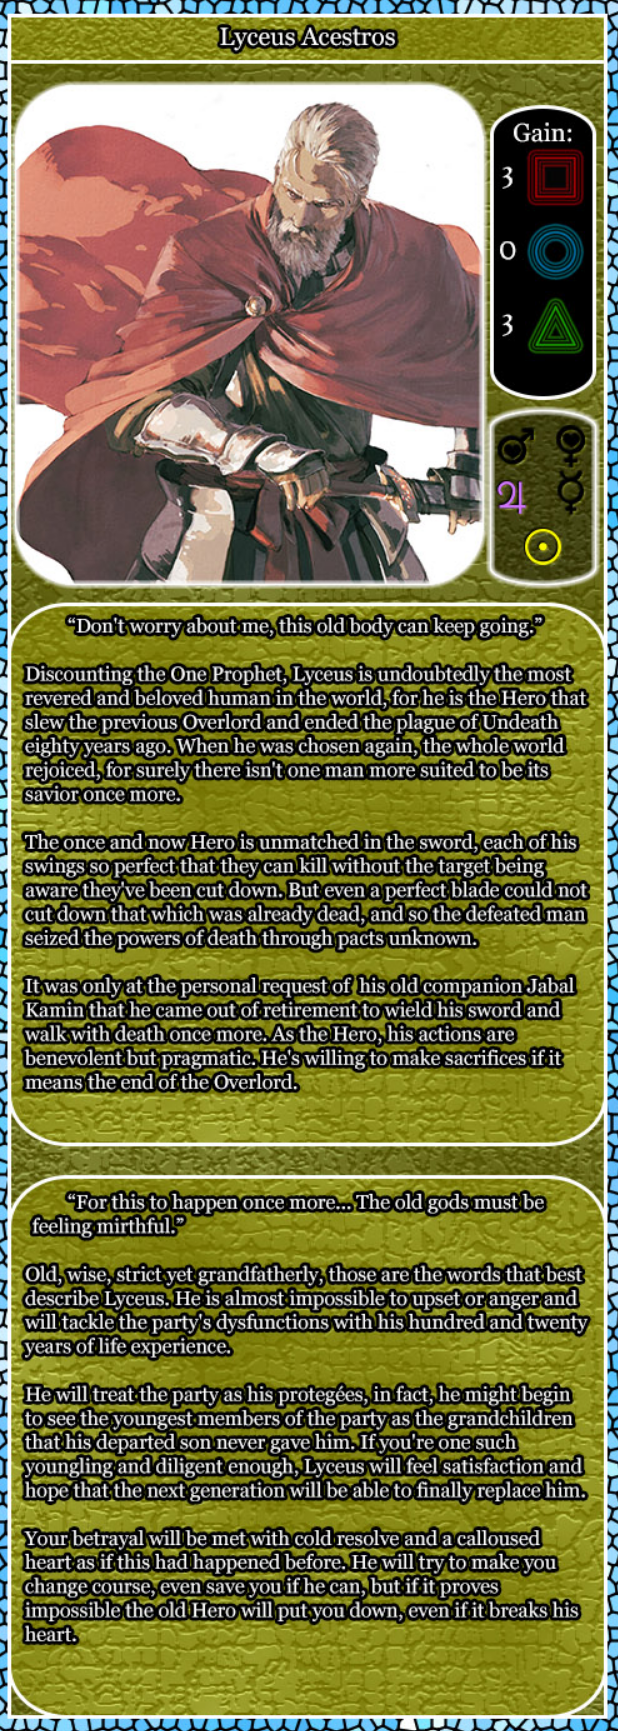 Lyceus Acestros
Gain:
3
0
3
“Don't worry about me, this old body can keep going.”
Discounting the One Prophet, Lyceus is undoubtedly the most
revered and beloved human in the world, for he is the Hero that
slew the previous Overlord and ended the plague of Undeath
eighty years ago. When he was chosen again, the whole world
rejoiced, for surely there isn't one man more suited to be its
savior once more.
The once and now Hero is unmatched in the sword, each of his
swings so perfect that they can kill without the target being
aware they've been cut down. But even a perfect blade could not
cut down that which was already dead, and so the defeated man
seized the powers of death through pacts unknown.
It was only at the personal request of his old companion Jabal
Kamin that he came out of retirement to wield his sword and
walk with death once more. As the Hero, his actions are
benevolent but pragmatic. He's willing to make sacrifices if it
means the end of the Overlord.
“For this to happen once more... The old gods must be
feeling mirthful.”
Old, wise, strict yet grandfatherly, those are the words that best
describe Lyceus. He is almost impossible to upset or anger and
will tackle the party's dysfunctions with his hundred and twenty
years of life experience.
He will treat the party as his protegées, in fact, he might begin
to see the youngest members of the party as the grandchildren
that his departed son never gave him. If you're one such
youngling and diligent enough, Lyceus will feel satisfaction and
hope that the next generation will be able to finally replace him.
Your betrayal will be met with cold resolve and a calloused
heart as if this had happened before. He will try to make you
change course, even save you if he can, but if it proves
impossible the old Hero will put you down, even if it breaks his
heart.